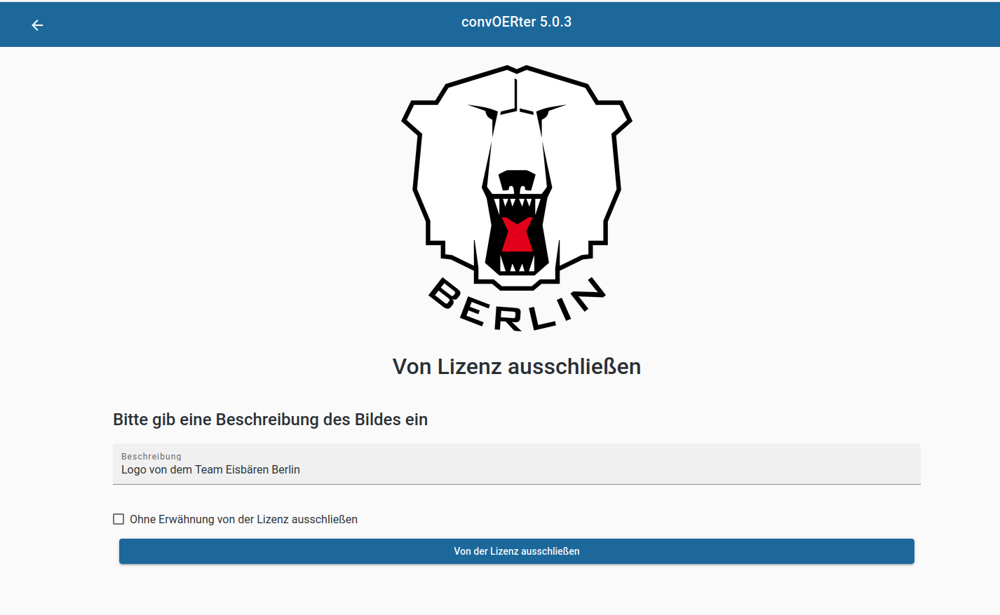 convOERter 5.0.3
BERLIN
Von Lizenz ausschließen
Bitte gib eine Beschreibung des Bildes ein
Beschreibung
Logo von dem Team Eisbären Berlin
Ohne Erwähnung von der Lizenz ausschließen
Von der Lizenz ausschließen